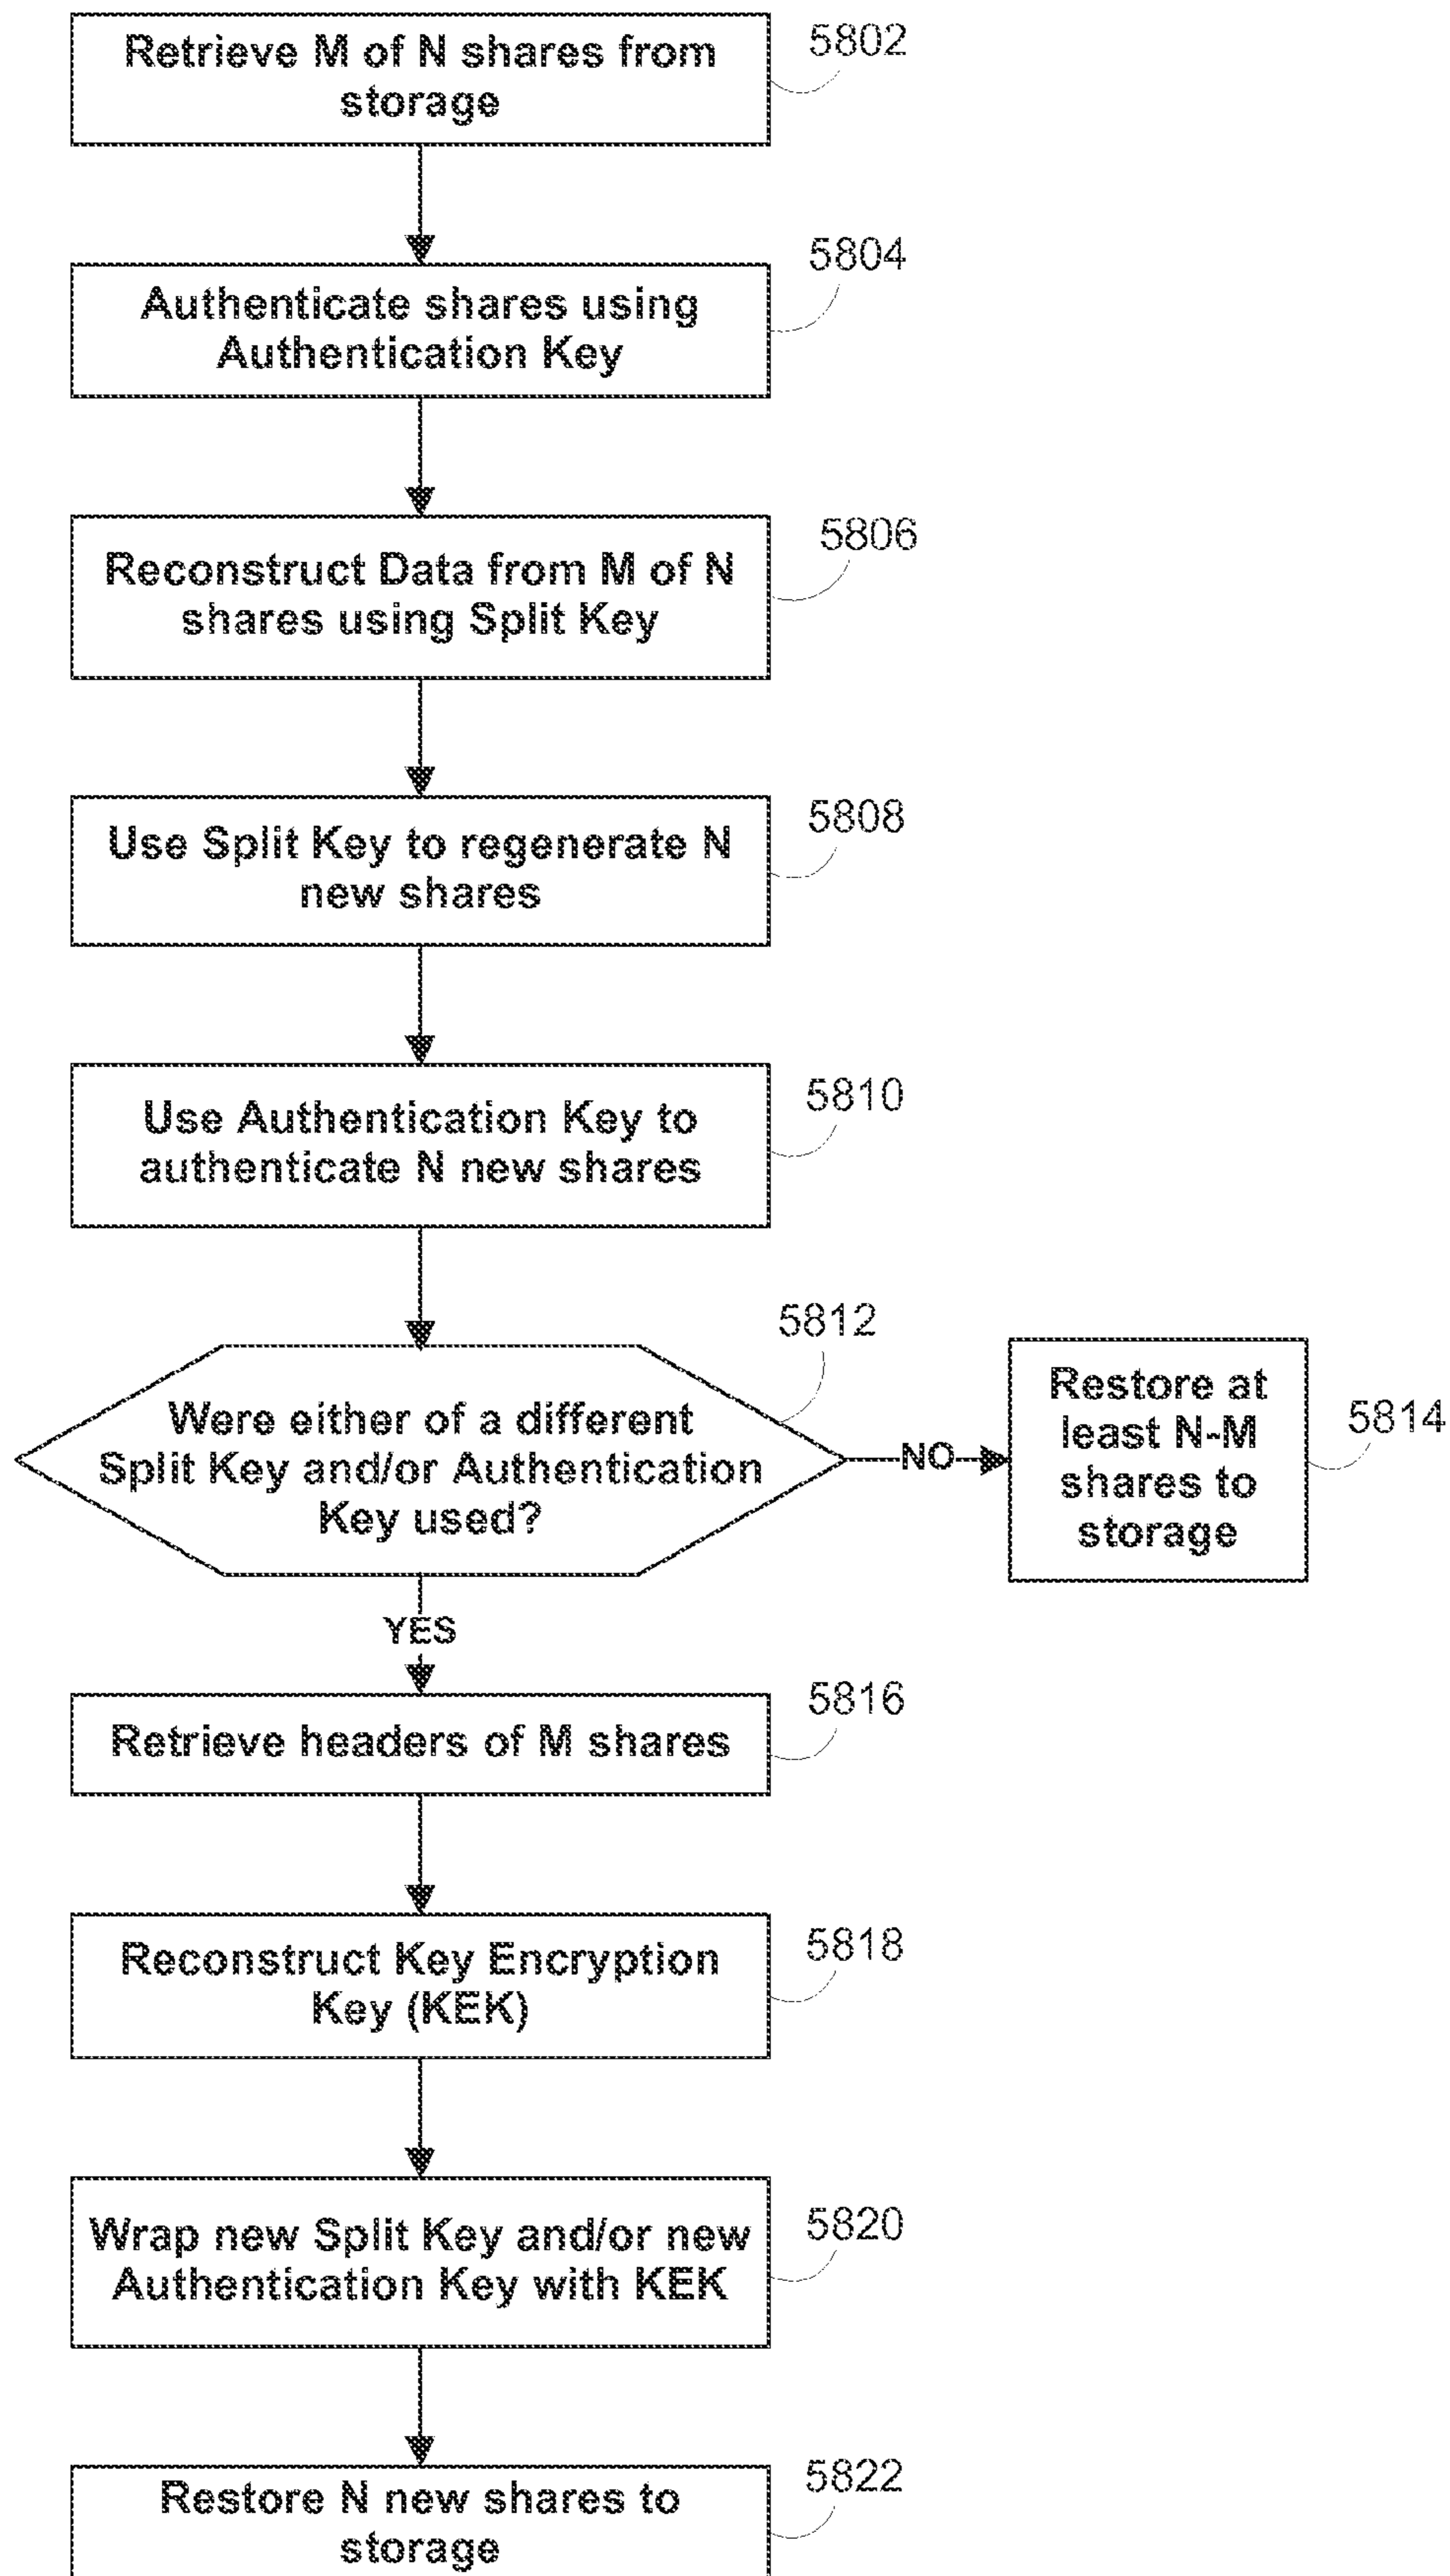 Retrieve M of N shares from
storage
5802
Authenticate shares using
Authentication Key
5804
Reconstruct Data from M of N
shares using Split Key
5806
Use Split Key to regenerate N
new shares
5808
Use Authentication Key to
authenticate N new shares
5810
Were either of a different
Split Key and/or Authentication
Key used?
5812
NO
Restore at
least N-M
shares to
storage
5814
YES
Retrieve headers of M shares
5816
Reconstruct Key Encryption
Key (KEK)
5818
Wrap new Split Key and/or new
Authentication Key with KEK
5820
Restore N new shares to
storage
5822